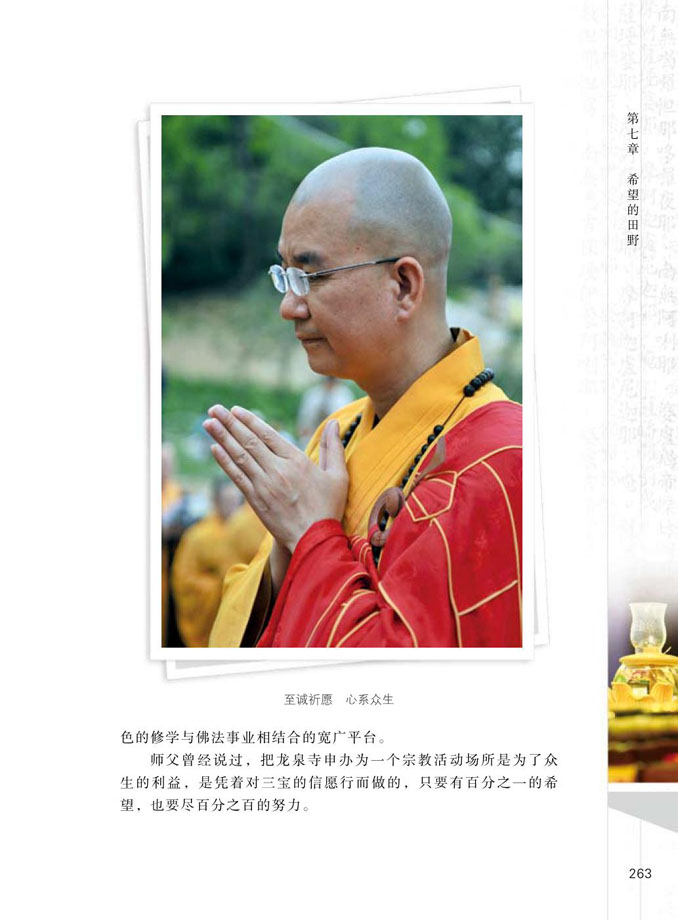 第七章 希望的田野
至诚祈愿 心系众生
色的修学与佛法事业相结合的宽广平台。
师父曾经说过，把龙泉寺申办为一个宗教活动场所是为了众
生的利益，是凭着对三宝的信愿行而做的，只要有百分之一的希
望，也要尽百分之百的努力。
263